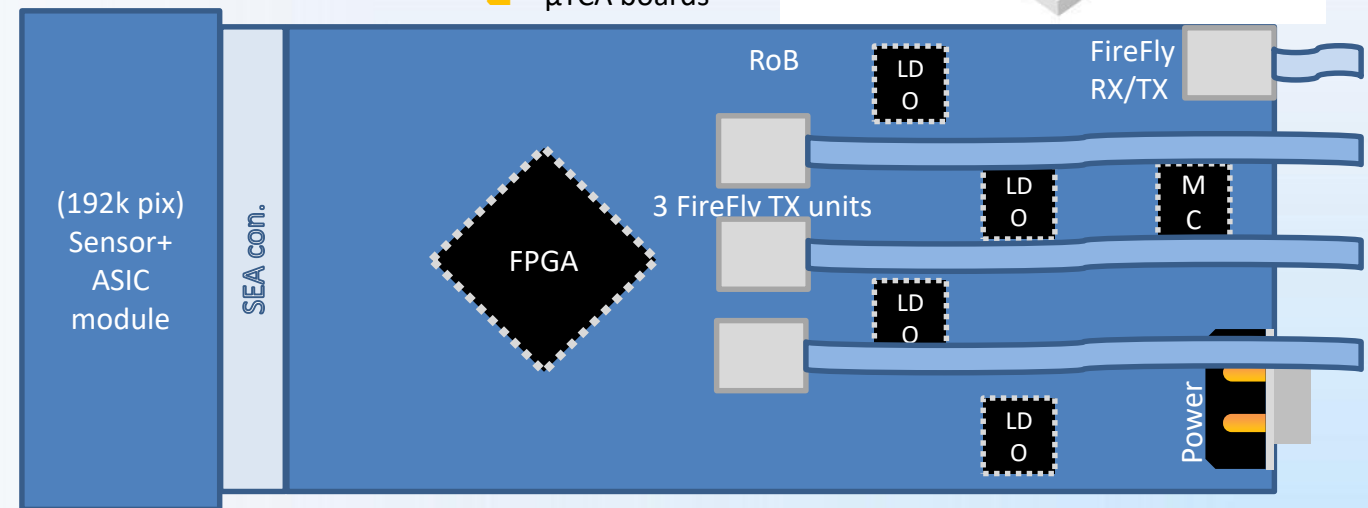 µTCA boards
RoB
LD
O
FireFly
RX/TX
(192k pix)
Sensor+
ASIC
module
SEA con.
FPGA
3 FireFly TX units
LD
O
M
C
LD
O
LD
O
Power